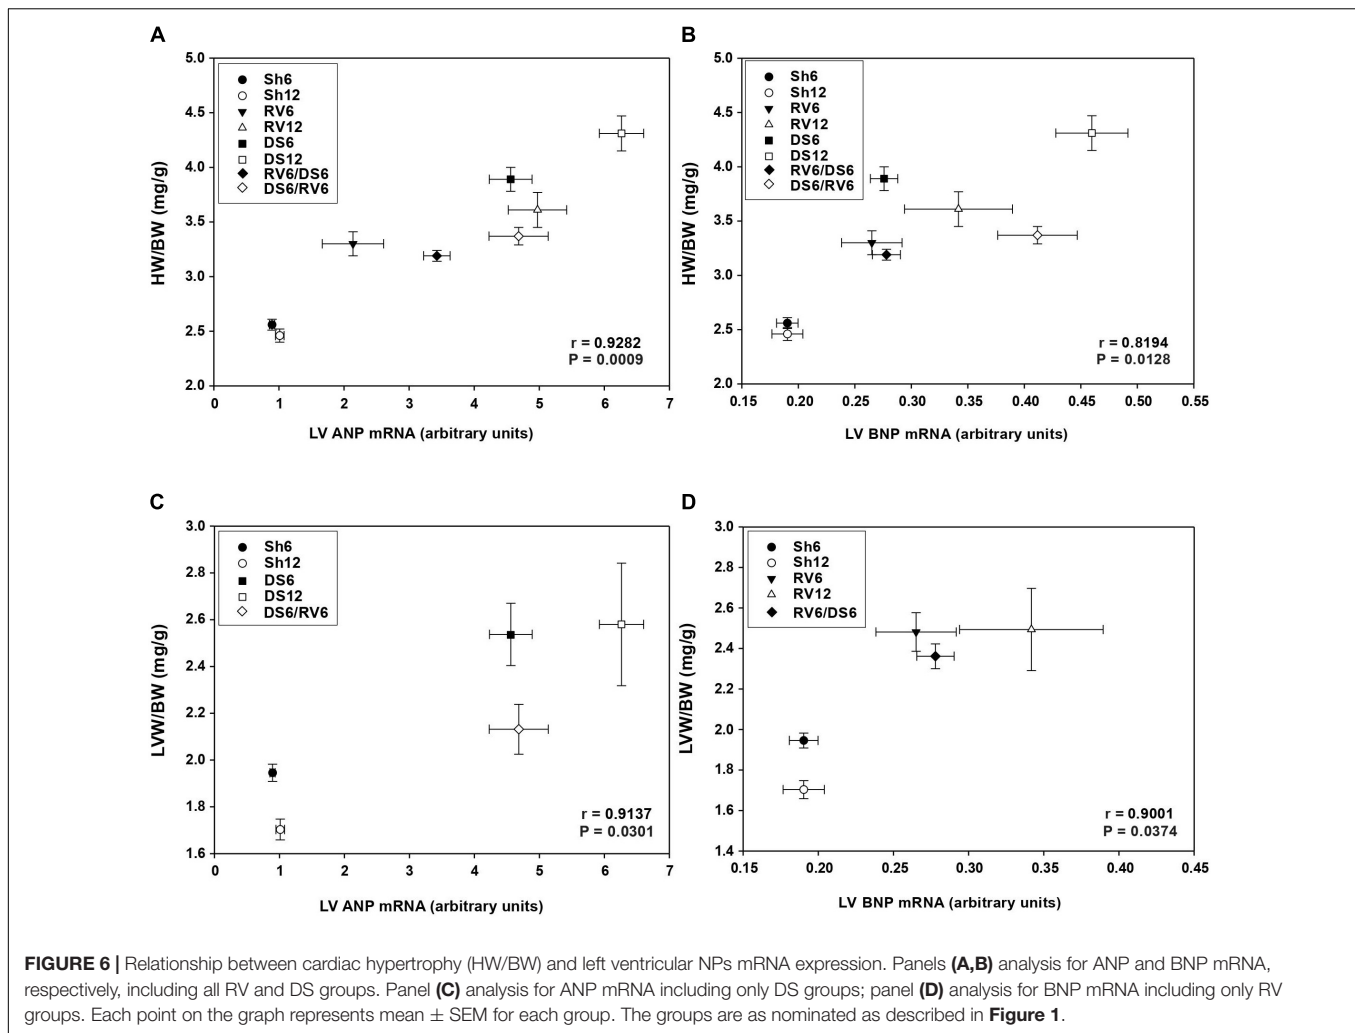 A
HW/BW (mg/g)
5.0
4.5
4.0
3.5
3.0
2.5
2.0
Sh6
Sh12
RV6
RV12
DS6
DS12
RV6/DS6
DS6/RV6
r = 0.9282
P = 0.0009
0 1 2 3 4 5 6 7
LV ANP mRNA (arbitrary units)
B
HW/BW (mg/g)
5.0
4.5
4.0
3.5
3.0
2.5
2.0
Sh6
Sh12
RV6
RV12
DS6
DS12
RV6/DS6
DS6/RV6
r = 0.8194
P = 0.0128
0.15 0.20 0.25 0.30 0.35 0.40 0.45 0.50 0.55
LV BNP mRNA (arbitrary units)
C
LVW/BW (mg/g)
3.0
2.8
2.6
2.4
2.2
2.0
1.8
1.6
Sh6
Sh12
DS6
DS12
DS6/RV6
r = 0.9137
P = 0.0301
0 1 2 3 4 5 6 7
LV ANP mRNA (arbitrary units)
D
LVW/BW (mg/g)
3.0
2.8
2.6
2.4
2.2
2.0
1.8
1.6
1.4
Sh6
Sh12
RV6
RV12
RV6/DS6
r = 0.9001
P = 0.0374
0.15 0.20 0.25 0.30 0.35 0.40 0.45
LV BNP mRNA (arbitrary units)
FIGURE 6 | Relationship between cardiac hypertrophy (HW/BW) and left ventricular NPs mRNA expression. Panels (A,B) analysis for ANP and BNP mRNA,
respectively, including all RV and DS groups. Panel (C) analysis for ANP mRNA including only DS groups; panel (D) analysis for BNP mRNA including only RV
groups. Each point on the graph represents mean ± SEM for each group. The groups are as nominated as described in Figure 1.